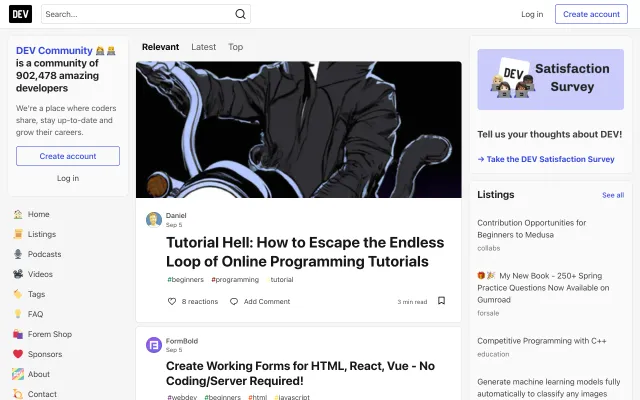 DEV
Search...
Log in
Create account
DEV Community
is a community of
902,478 amazing
developers
We're a place where coders
share, stay up-to-date and
grow their careers.
Create account
Log in
Home
Listings
Podcasts
Videos
Tags
FAQ
Forem Shop
Sponsors
About
Contact
Relevant
Latest
Top
Daniel
Sep 5
Tutorial Hell: How to Escape the Endless
Loop of Online Programming Tutorials
#beginners #programming tutorial
8 reactions
Add Comment
3 min read
FormBold
Sep 5
Create Working Forms for HTML, React, Vue - No
Coding/Server Required!
#webdev #beginners #html #javascript
DEV
Satisfaction
Survey
Tell us your thoughts about DEV!
→ Take the DEV Satisfaction Survey
Listings
See all
Contribution Opportunities for
Beginners to Medusa
collabs
My New Book - 250+ Spring
Practice Questions Now Available on
Gumroad
forsale
Competitive Programming with C++
education
Generate machine learning models fully
automatically to classify any images